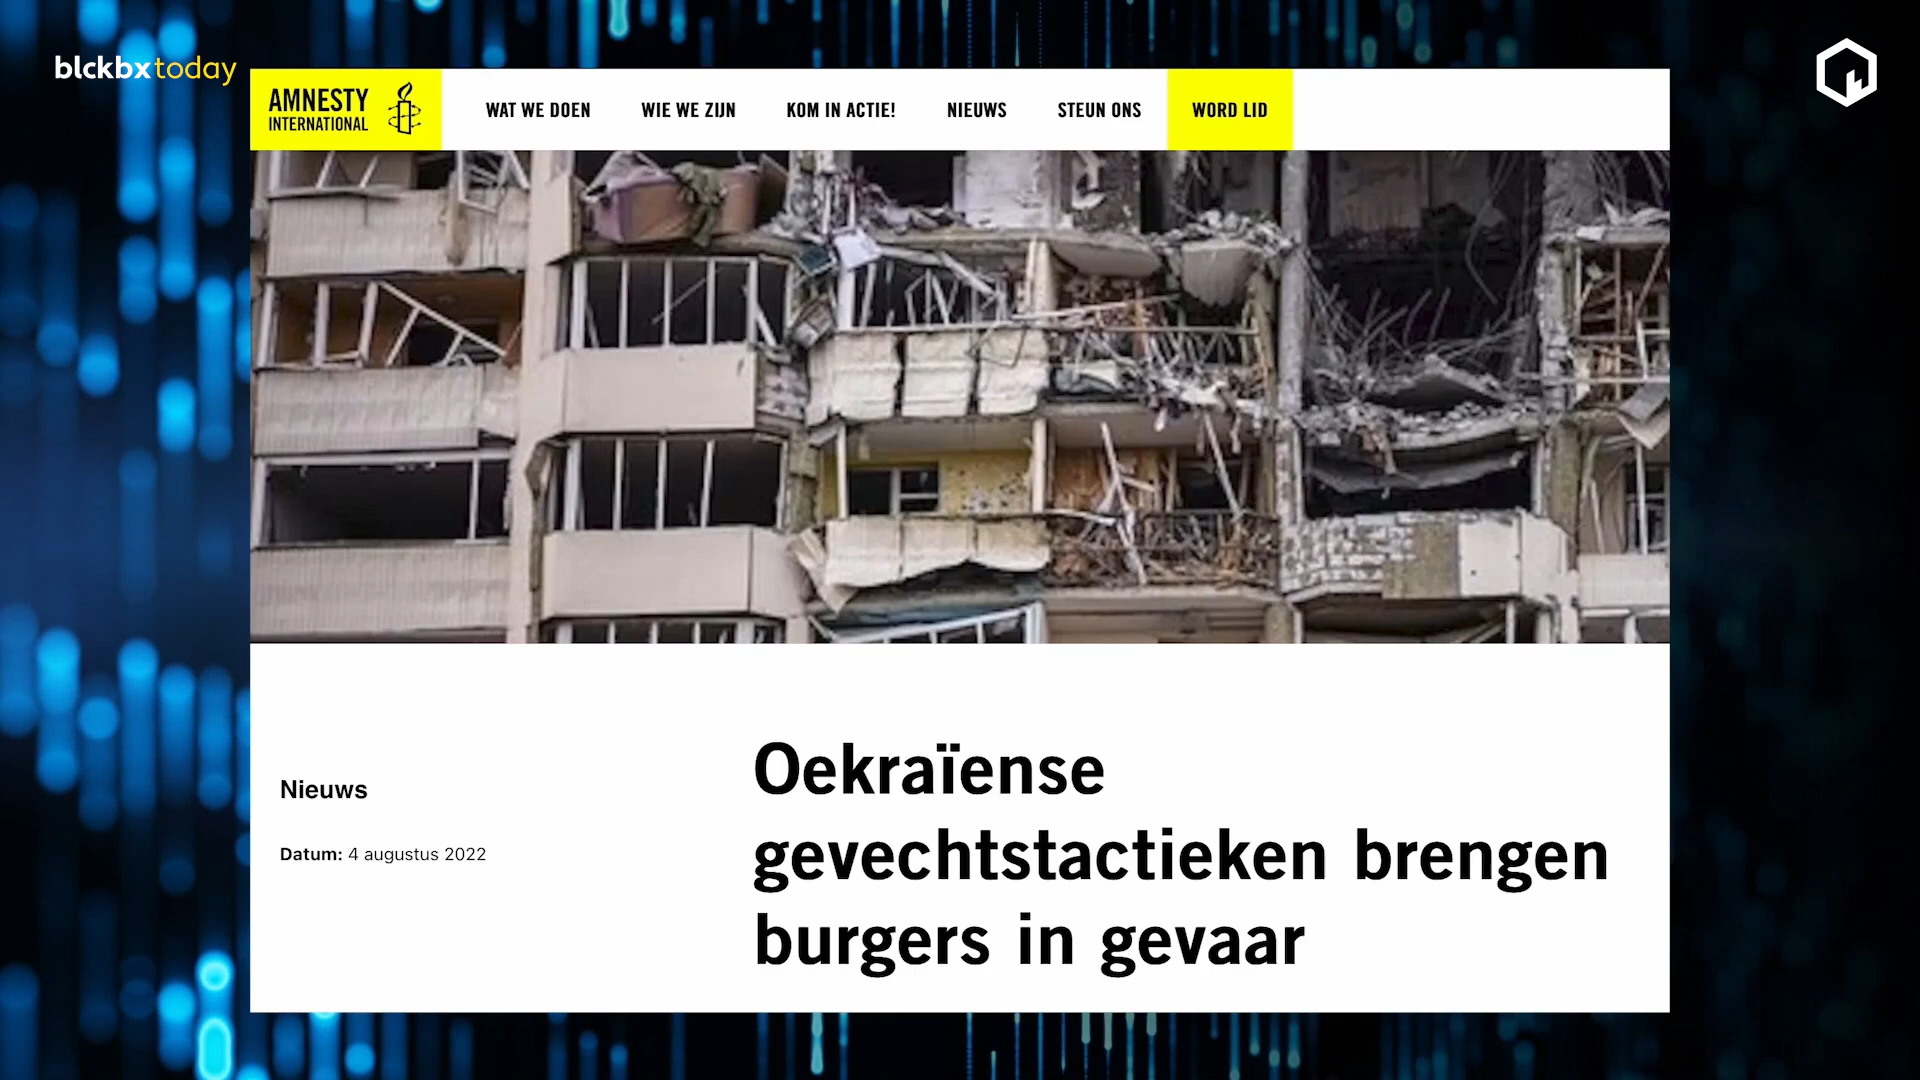 blckbxtoday
AMNESTY
INTERNATIONAL
WAT WE DOEN
WIE WE ZIJN
KOM IN ACTIE!
NIEUWS
STEUN ONS
WORD LID
Nieuws
Datum: 4 augustus 2022
Oekraïense
gevechtstactieken brengen
burgers in gevaar